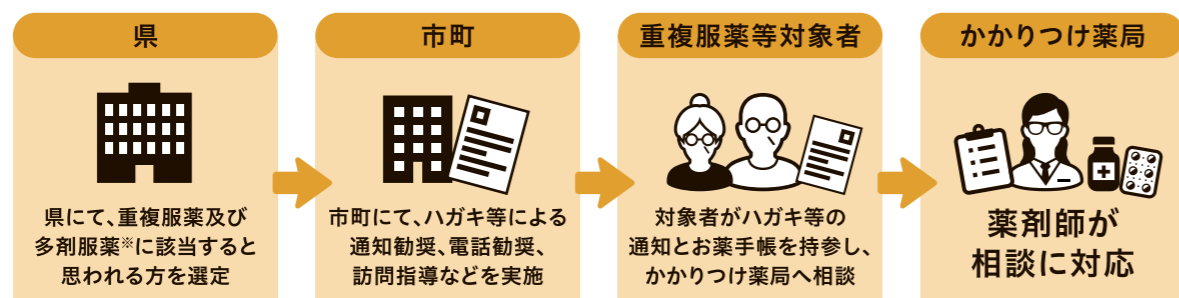 県
県にて、重複服薬及び
多剤服薬※に該当すると
思われる方を選定
市町
市町にて、ハガキ等による
通知勧奨、電話勧奨、
訪問指導などを実施
重複服薬等対象者
対象者がハガキ等の
通知とお薬手帳を持参し、
かかりつけ薬局へ相談
かかりつけ薬局
薬剤師が
相談に対応